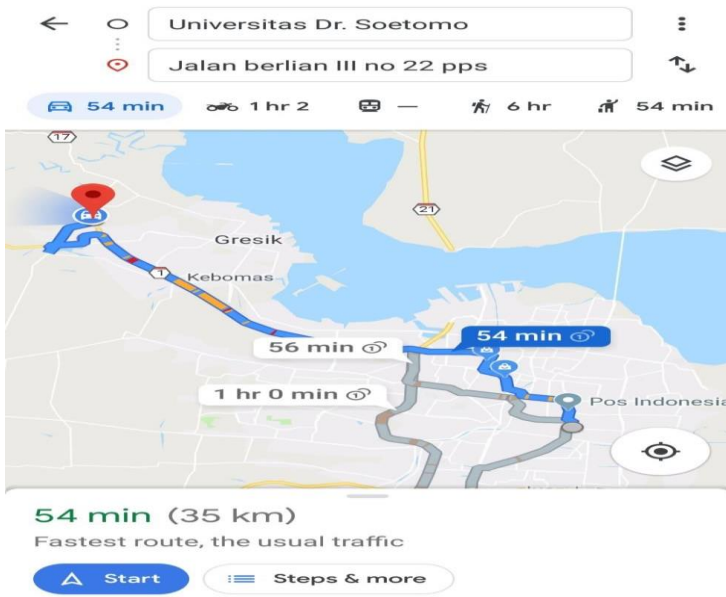 Universitas Dr. Soetomo
Jalan berlian III no 22 pps
54 min 1 hr 2 — 6 hr 54 min
17
21
Gresik
1
Kebomas
54 min
56 min
1 hr 0 min
Pos Indonesia
54 min (35 km)
Fastest route, the usual traffic
Start Steps & more